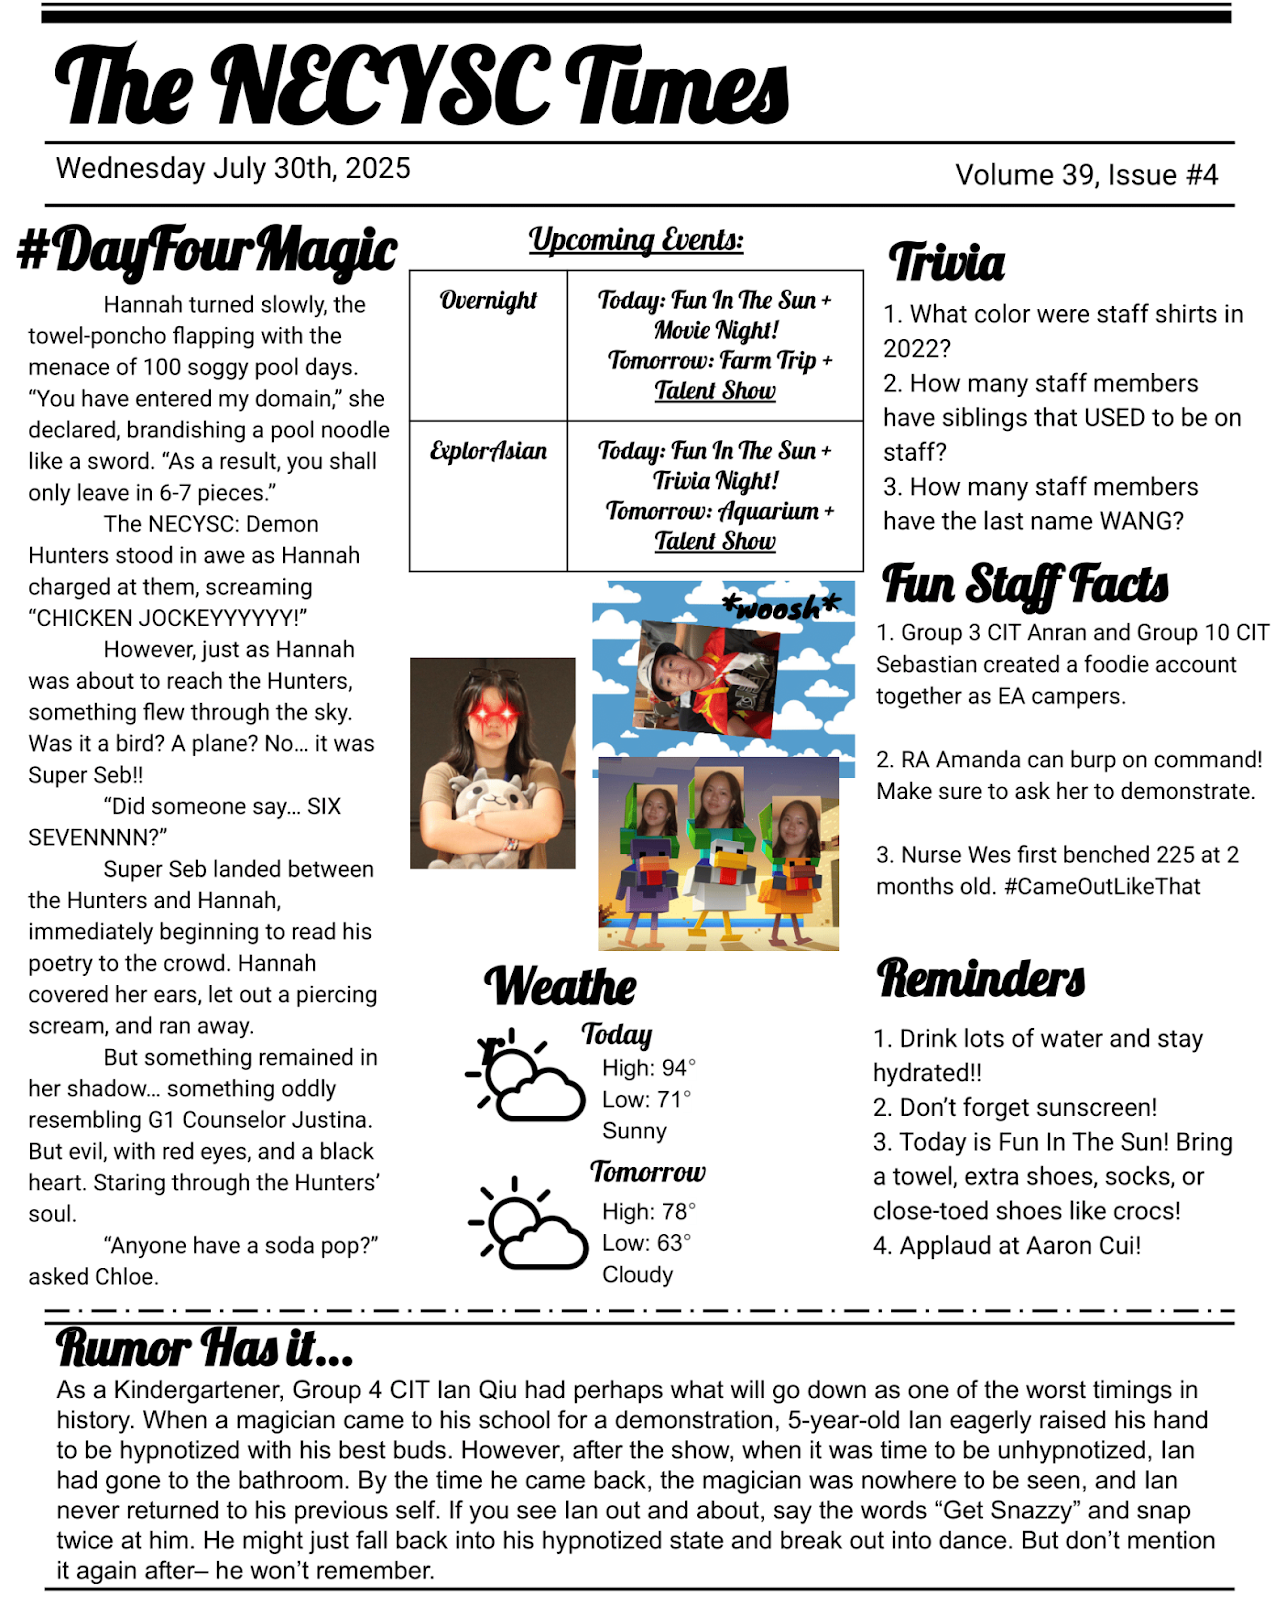 The NECYSC Times
Wednesday July 30th, 2025
Volume 39, Issue #4
#DayFourMagic
Hannah turned slowly, the
towel-poncho flapping with the
menace of 100 soggy pool days.
“You have entered my domain,” she
declared, brandishing a pool noodle
like a sword. “As a result, you shall
only leave in 6-7 pieces.”
The NECYSC: Demon
Hunters stood in awe as Hannah
charged at them, screaming
“CHICKEN JOCKEYYYYYY!”
However, just as Hannah
was about to reach the Hunters,
something flew through the sky.
Was it a bird? A plane? No... it was
Super Seb!!
“Did someone say... SIX
SEVENNNN?”
Super Seb landed between
the Hunters and Hannah,
immediately beginning to read his
poetry to the crowd. Hannah
covered her ears, let out a piercing
scream, and ran away.
But something remained in
her shadow... something oddly
resembling G1 Counselor Justina.
But evil, with red eyes, and a black
heart. Staring through the Hunters’
soul.
“Anyone have a soda pop?”
asked Chloe.
Upcoming Events:
Overnight
Today: Fun In The Sun +
Movie Night!
Tomorrow: Farm Trip +
Talent Show
ExplorAsian
Today: Fun In The Sun +
Trivia Night!
Tomorrow: Aquarium +
Talent Show
*woosh*
Weathe
r
Today
High: 94°
Low: 71°
Sunny
Tomorrow
High: 78°
Low: 63°
Cloudy
Trivia
1. What color were staff shirts in
2022?
2. How many staff members
have siblings that USED to be on
staff?
3. How many staff members
have the last name WANG?
Fun Staff Facts
1. Group 3 CIT Anran and Group 10 CIT
Sebastian created a foodie account
together as EA campers.
2. RA Amanda can burp on command!
Make sure to ask her to demonstrate.
3. Nurse Wes first benched 225 at 2
months old. #CameOutLikeThat
Reminders
1. Drink lots of water and stay
hydrated!!
2. Don’t forget sunscreen!
3. Today is Fun In The Sun! Bring
a towel, extra shoes, socks, or
close-toed shoes like crocs!
4. Applaud at Aaron Cui!
Rumor Has it...
As a Kindergartener, Group 4 CIT Ian Qiu had perhaps what will go down as one of the worst timings in
history. When a magician came to his school for a demonstration, 5-year-old Ian eagerly raised his hand
to be hypnotized with his best buds. However, after the show, when it was time to be unhypnotized, Ian
had gone to the bathroom. By the time he came back, the magician was nowhere to be seen, and Ian
never returned to his previous self. If you see Ian out and about, say the words “Get Snazzy” and snap
twice at him. He might just fall back into his hypnotized state and break out into dance. But don’t mention
it again after– he won’t remember.